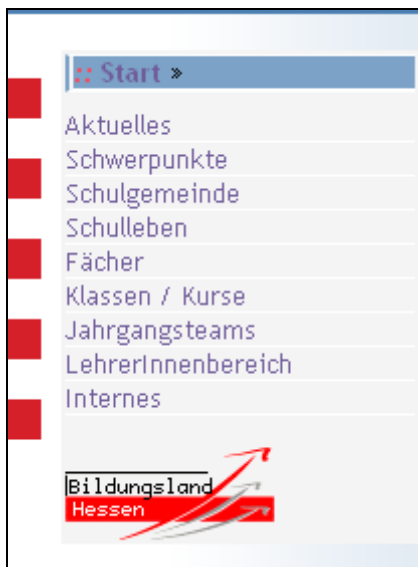 :: Start »
Aktuelles
Schwerpunkte
Schulgemeinde
Schulleben
Fächer
Klassen / Kurse
Jahrgangsteams
LehrerInnenbereich
Internes
Bildungsland
Hessen